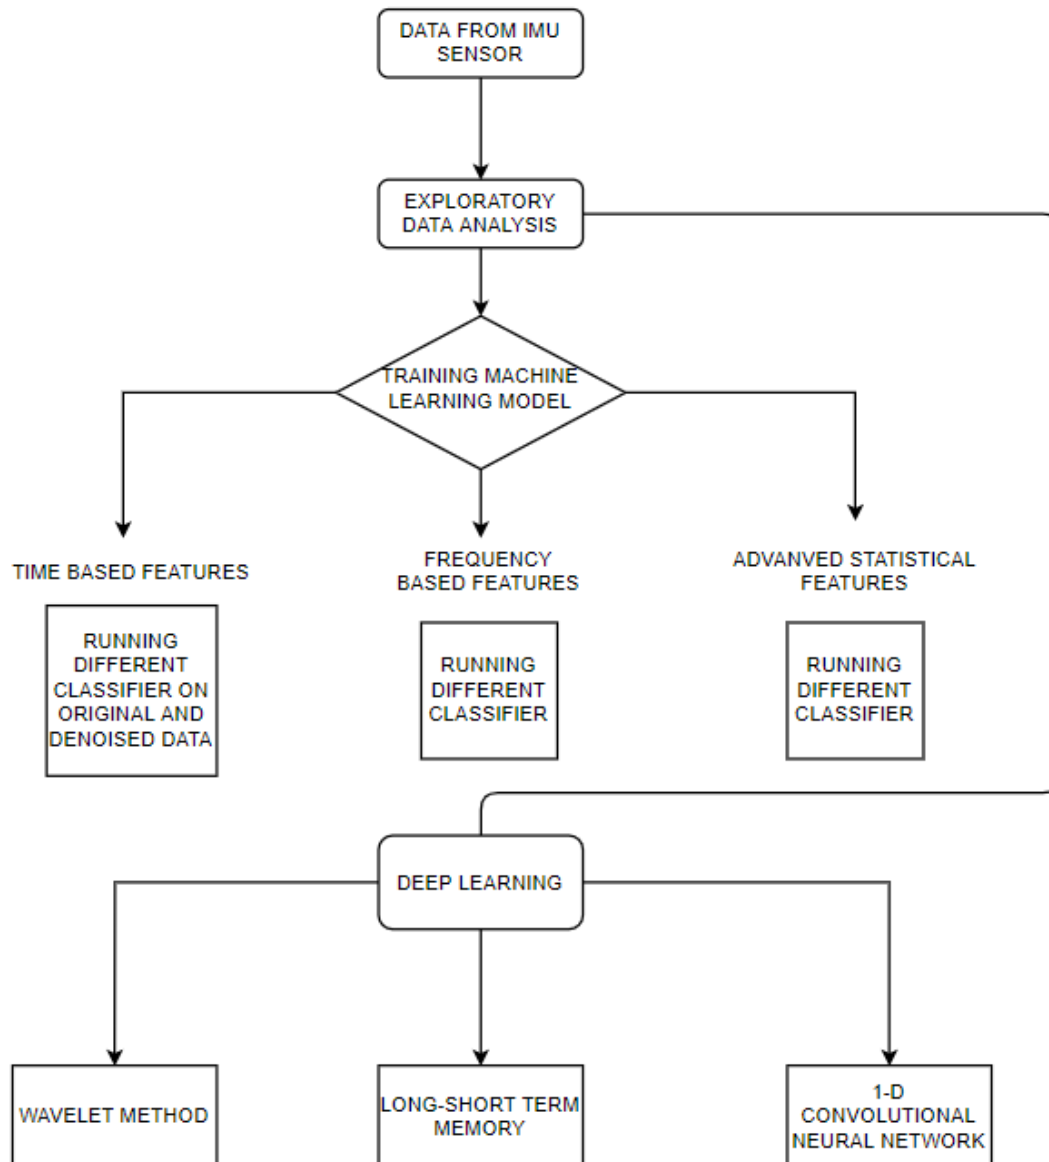 DATA FROM IMU
SENSOR
EXPLORATORY
DATA ANALYSIS
TRAINING MACHINE
LEARNING MODEL
TIME BASED FEATURES
RUNNING
DIFFERENT
CLASSIFIER ON
ORIGINAL AND
DENOISED DATA
FREQUENCY
BASED FEATURES
RUNNING
DIFFERENT
CLASSIFIER
ADVANVED STATISTICAL
FEATURES
RUNNING
DIFFERENT
CLASSIFIER
DEEP LEARNING
WAVELET METHOD
LONG-SHORT TERM
MEMORY
1-D
CONVOLUTIONAL
NEURAL NETWORK